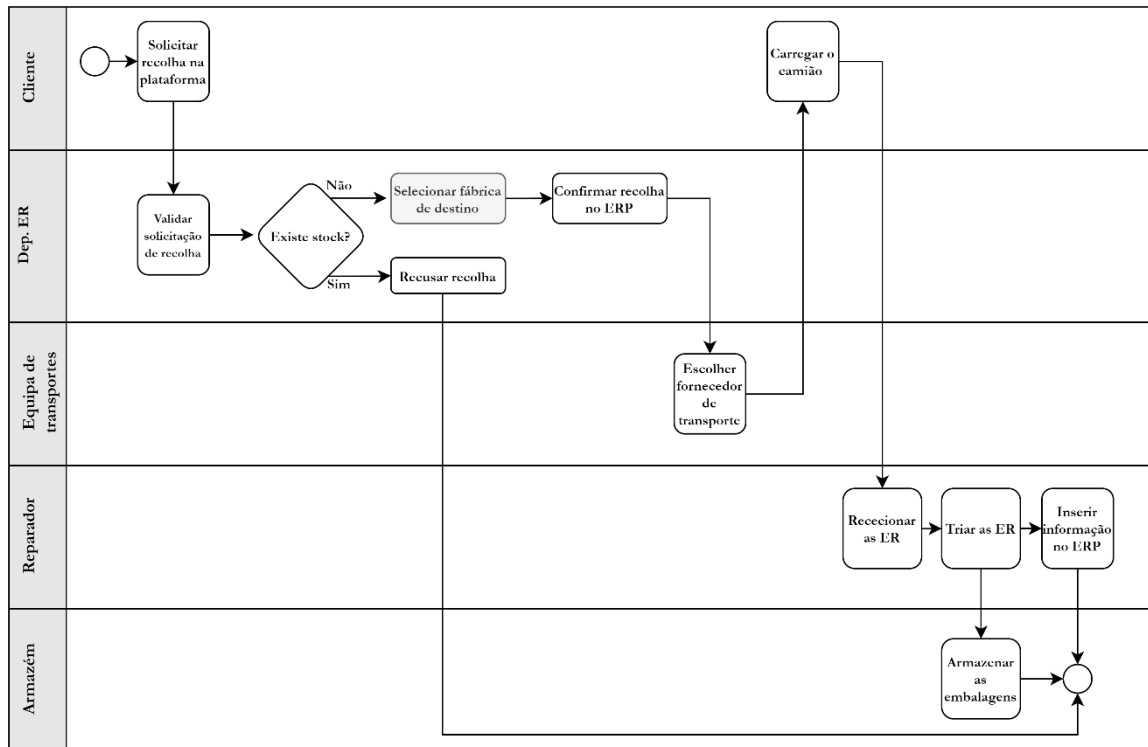 Cliente
Solicitar
recolha na
plataforma
Carregar o
camião
Dep. ER
Validar
solicitação
de recolha
Existe stock?
Não
Sim
Selecionar fábrica
de destino
Confirmar recolha
no ERP
Recusar recolha
Equipa de
transportes
Escolher
fornecedor
de
transporte
Reparador
Rececionar
as ER
Triar as ER
Inserir
informação
no ERP
Armazém
Armazenar
as
embalagens